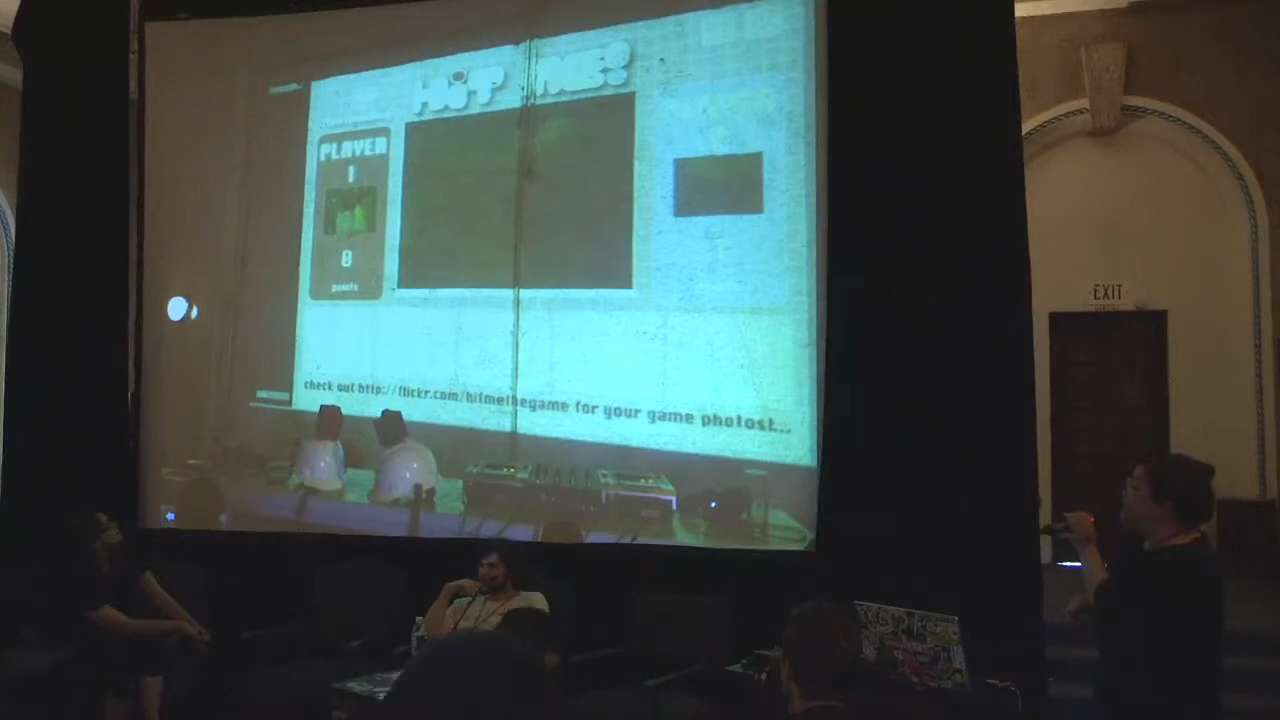 HiT ME!
PLAYER
1
0
points
check out http://flickr.com/hitmethegame for your game photos!...
EXIT